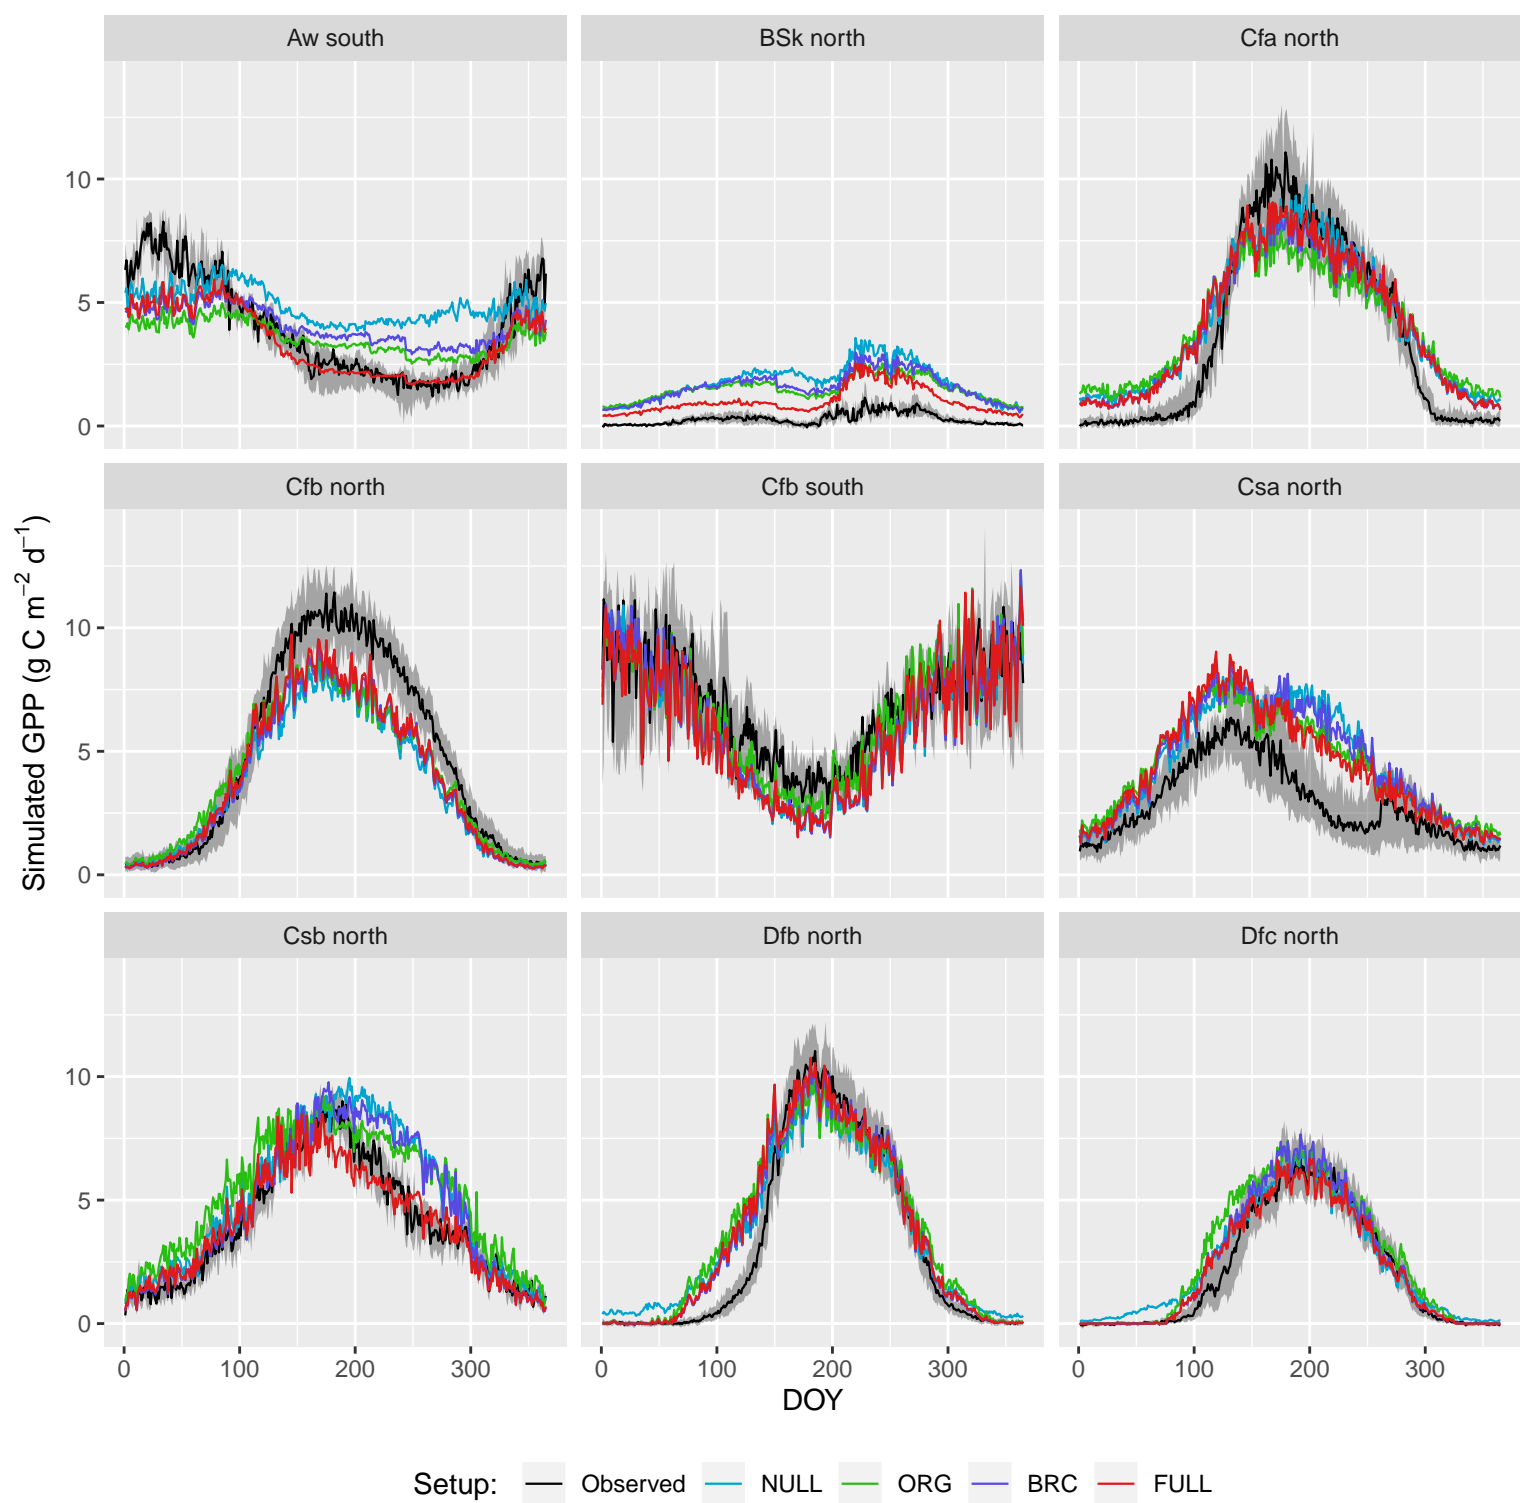 Aw south
BSk north
Cfa north
10
5
0
Cfb north
Cfb south
Csa north
10
5
0
Csb north
Dfb north
Dfc north
10
5
0
0 100 200 300
0 100 200 300
0 100 200 300
Simulated GPP (g C m⁻² d⁻¹)
DOY
Setup: Observed NULL ORG BRC FULL